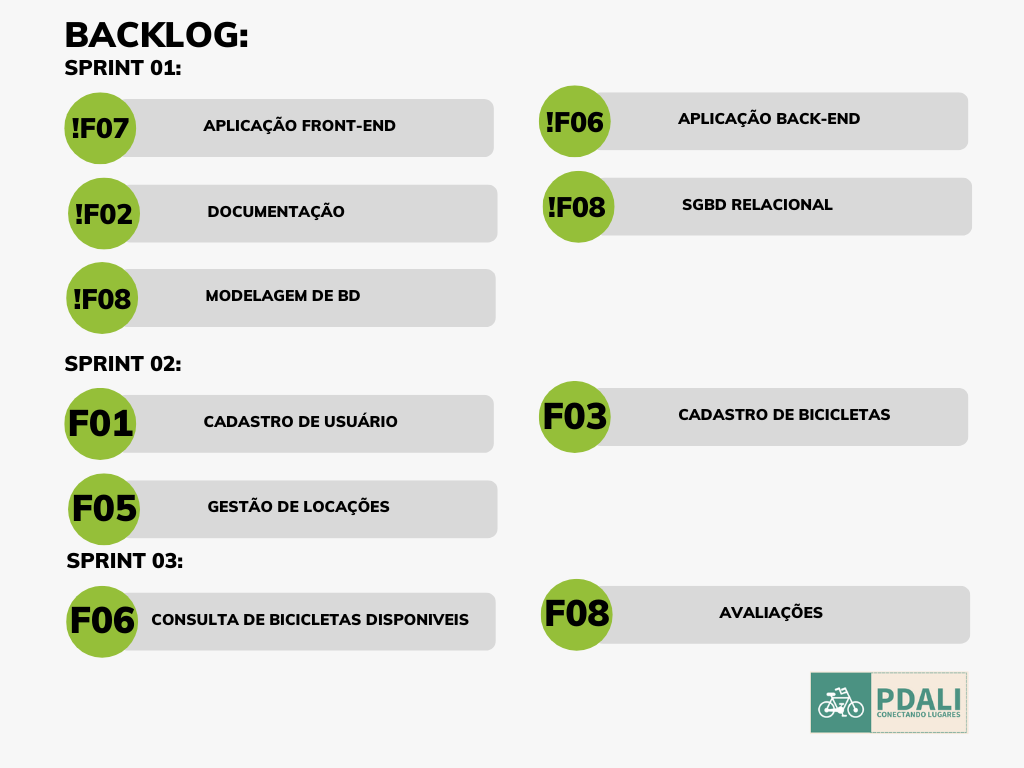 BACKLOG:
SPRINT 01:
!F07 APLICAÇÃO FRONT-END
!F06 APLICAÇÃO BACK-END
!F02 DOCUMENTAÇÃO
!F08 SGBD RELACIONAL
!F08 MODELAGEM DE BD
SPRINT 02:
F01 CADASTRO DE USUÁRIO
F03 CADASTRO DE BICICLETAS
F05 GESTÃO DE LOCAÇÕES
SPRINT 03:
F06 CONSULTA DE BICICLETAS DISPONIVEIS
F08 AVALIAÇÕES
PDALI
CONECTANDO LUGARES